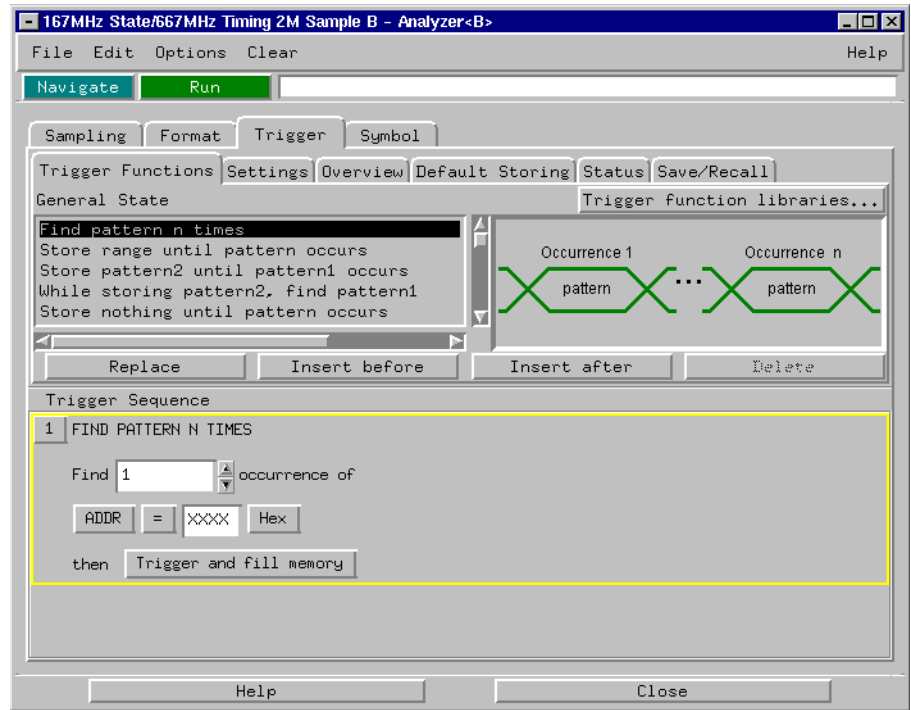 167MHz State/667MHz Timing 2M Sample B - Analyzer<B>
File Edit Options Clear Help
Navigate Run
Sampling Format Trigger Symbol
Trigger Functions Settings Overview Default Storing Status Save/Recall
General State Trigger function libraries...
Find pattern n times
Store range until pattern occurs
Store pattern2 until pattern1 occurs
While storing pattern2, find pattern1
Store nothing until pattern occurs
Occurrence 1 Occurrence n
pattern ... pattern
Replace Insert before Insert after Delete
Trigger Sequence
1 FIND PATTERN N TIMES
Find 1 occurrence of
ADDR = XXXX Hex
then Trigger and fill memory
Help Close